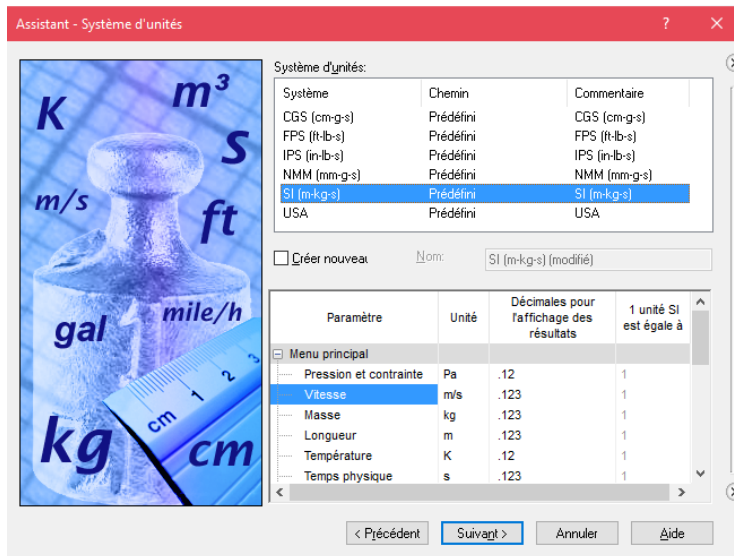 Assistant - Système d'unités
?
K
m³
S
m/s
ft
gal
mile/h
cm 1 2 3
kg
cm
Système d'unités:
Système Chemin Commentaire
CGS (cm-g-s) Prédéfini CGS (cm-g-s)
FPS (ft-lb-s) Prédéfini FPS (ft-lb-s)
IPS (in-lb-s) Prédéfini IPS (in-lb-s)
NMM (mm-g-s) Prédéfini NMM (mm-g-s)
SI (m-kg-s) Prédéfini SI (m-kg-s)
USA Prédéfini USA
Créer nouveau Nom: SI (m-kg-s) (modifié)
Paramètre Unité Décimales pour l'affichage des résultats 1 unité SI est égale à
Menu principal
Pression et contrainte Pa .12 1
Vitesse m/s .123 1
Masse kg .123 1
Longueur m .123 1
Température K .12 1
Temps physique s .123 1
< Précédent Suivant > Annuler Aide